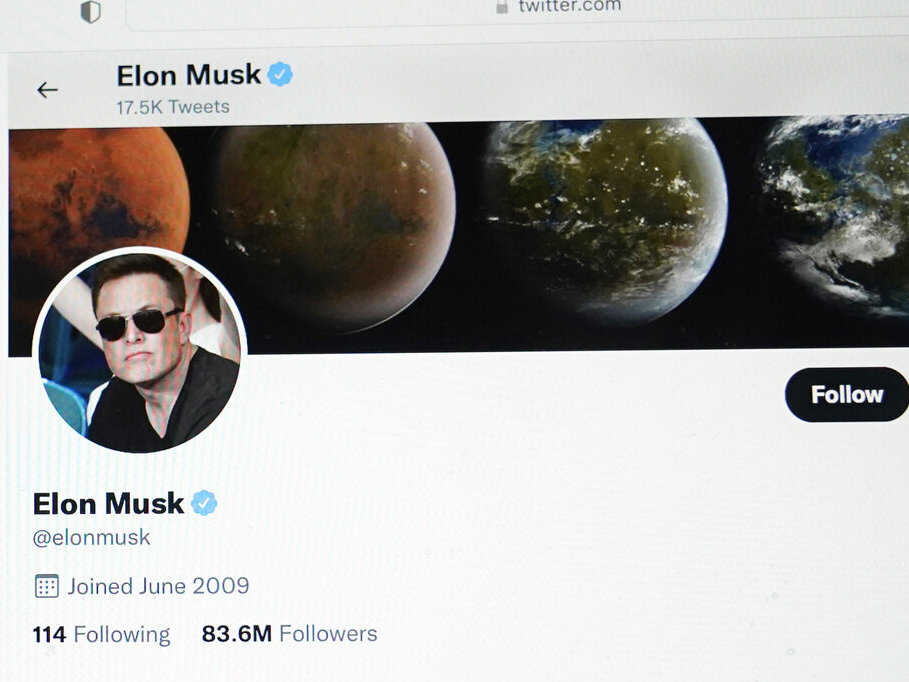 twitter.com
Elon Musk
17.5K Tweets
Follow
Elon Musk
@elonmusk
Joined June 2009
114 Following 83.6M Followers